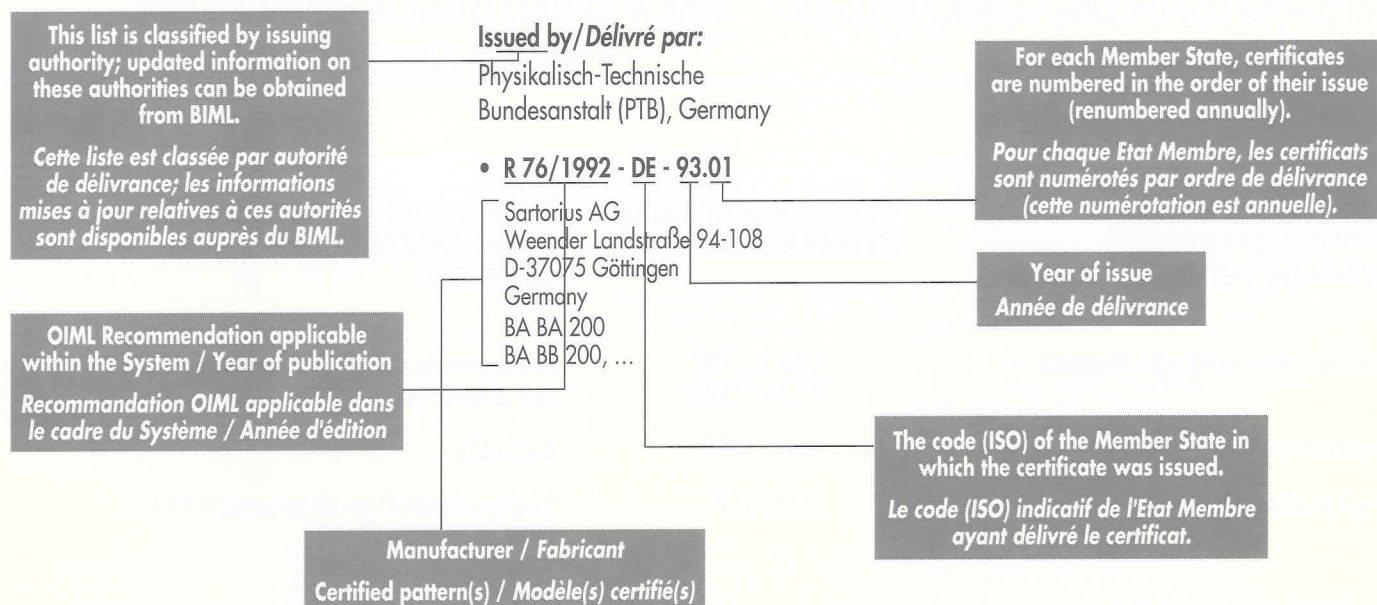 This list is classified by issuing
authority; updated information on
these authorities can be obtained
from BIML.
Cette liste est classée par autorité
de délivrance; les informations
mises à jour relatives à ces autorités
sont disponibles auprès du BIML.
Issued by/Délivré par:
Physikalisch-Technische
Bundesanstalt (PTB), Germany
• R 76/1992 - DE - 93.01
Sartorius AG
Weender Landstraße 94-108
D-37075 Göttingen
Germany
BA BA 200
BA BB 200, ...
For each Member State, certificates
are numbered in the order of their issue
(renumbered annually).
Pour chaque Etat Membre, les certificats
sont numérotés par ordre de délivrance
(cette numérotation est annuelle).
Year of issue
Année de délivrance
OIML Recommendation applicable
within the System / Year of publication
Recommandation OIML applicable dans
le cadre du Système / Année d'édition
The code (ISO) of the Member State in
which the certificate was issued.
Le code (ISO) indicatif de l'Etat Membre
ayant délivré le certificat.
Manufacturer / Fabricant
Certified pattern(s) / Modèle(s) certifié(s)